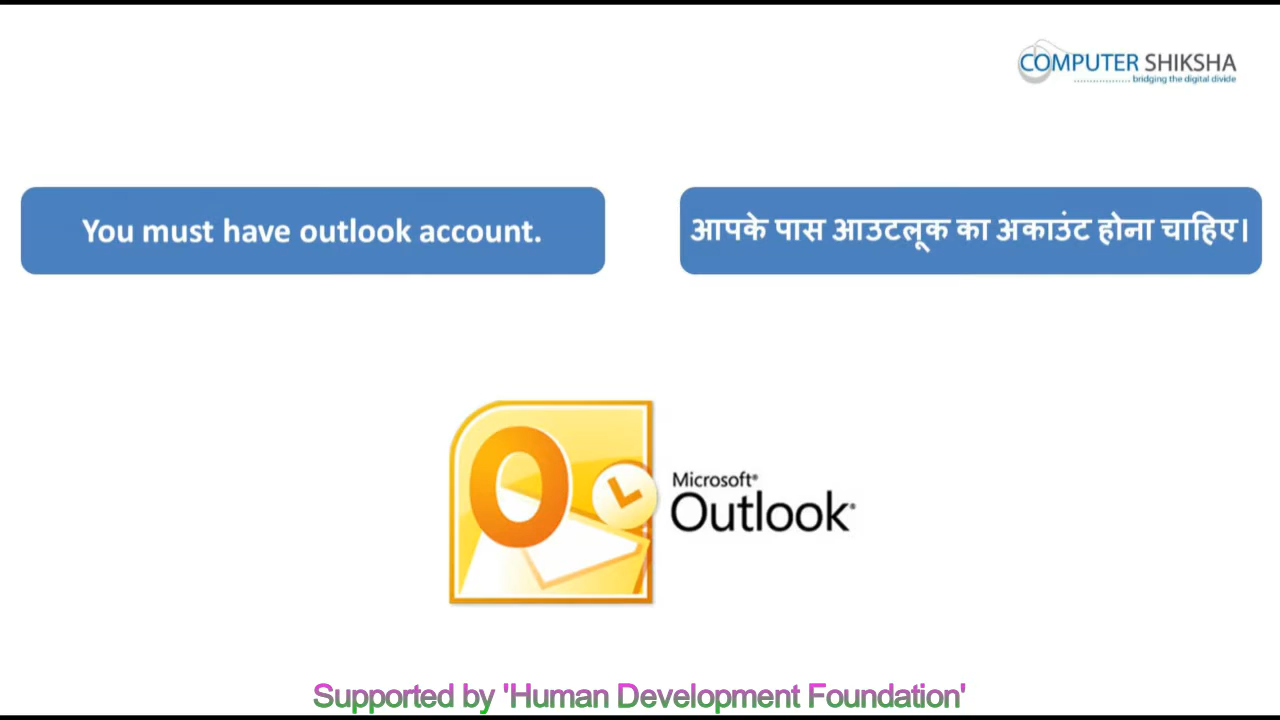 COMPUTER SHIKSHA
bridging the digital divide
You must have outlook account.
आपके पास आउटलूक का अकाउंट होना चाहिए।
Microsoft®
Outlook®
Supported by 'Human Development Foundation'